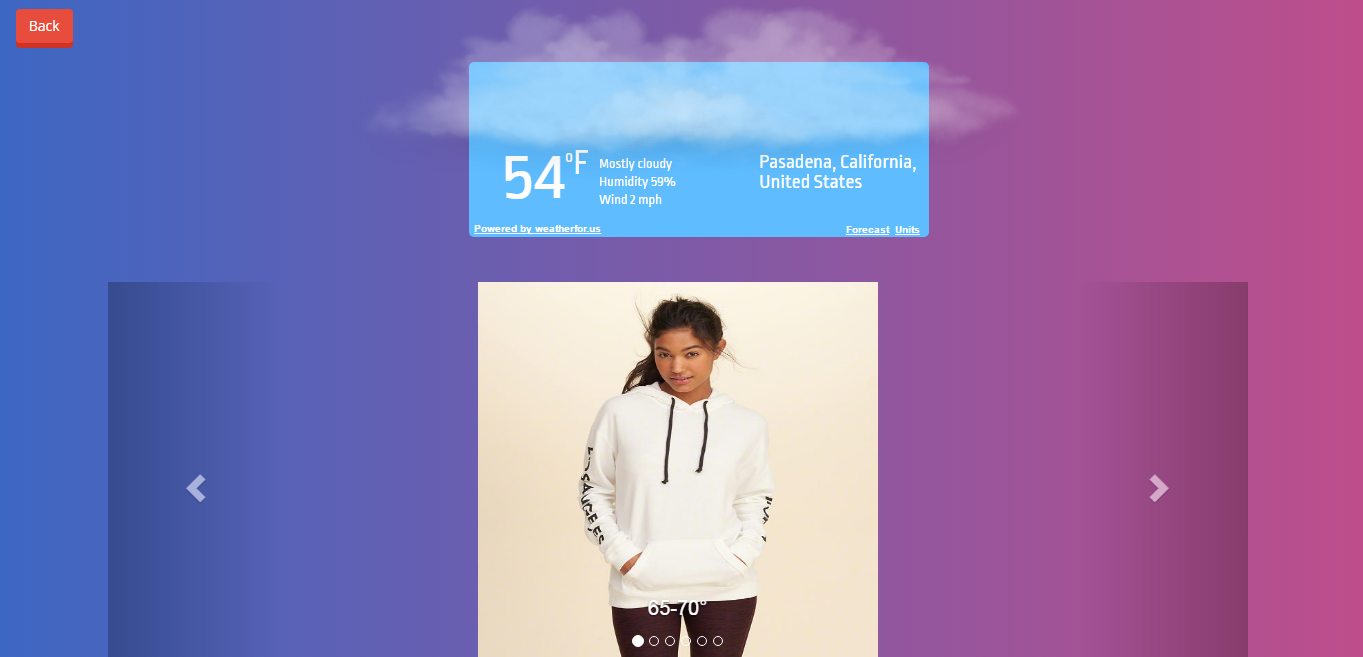 Back
54°F
Mostly cloudy
Humidity 59%
Wind 2 mph
Pasadena, California,
United States
Powered by weatherfor.us
Forecast Units
65-70°